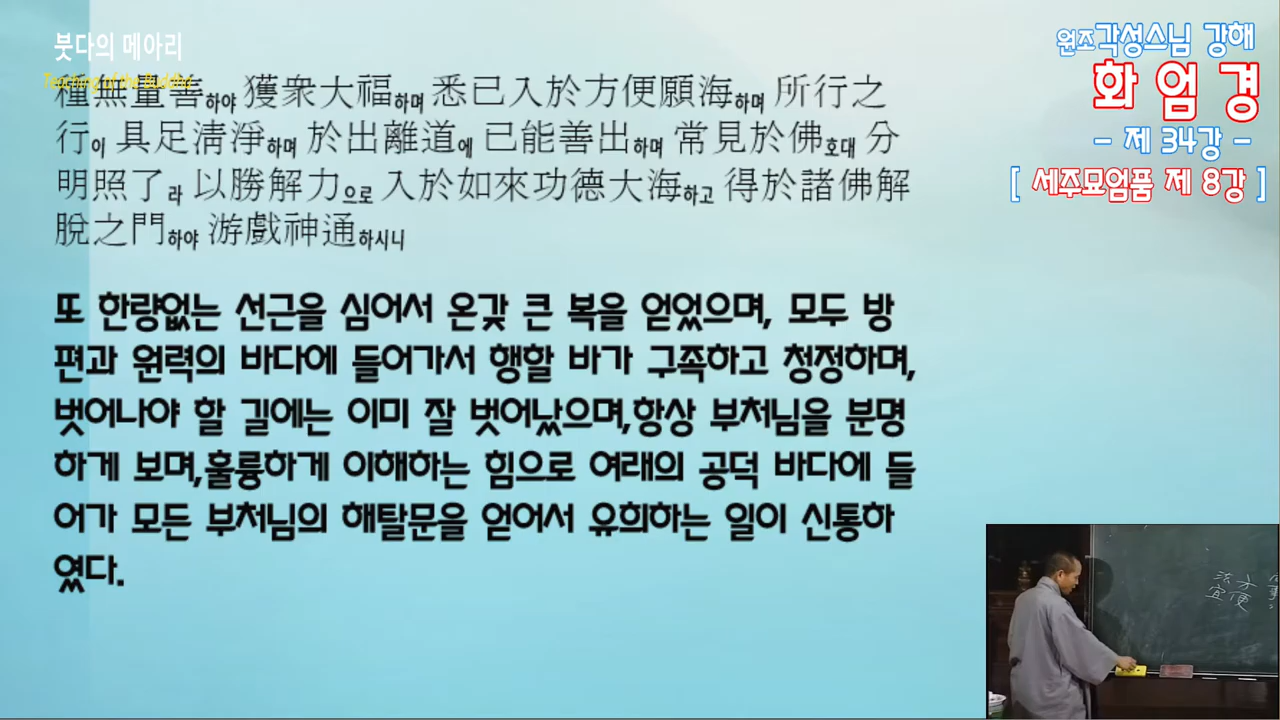 붓다의 메아리
Teaching of the Buddha
원조각성스님 강해
화엄경
- 제 34강 -
[ 세주묘엄품 제 8강 ]
種無量善하야 獲衆大福하며 悉已入於方便願海하며 所行之
行이 具足淸淨하며 於出離道에 已能善出하며 常見於佛호대 分
明照了라 以勝解力으로 入於如來功德大海하고 得於諸佛解
脫之門하야 游戲神通하시니
또 한량없는 선근을 심어서 온갖 큰 복을 얻었으며, 모두 방
편과 원력의 바다에 들어가서 행할 바가 구족하고 청정하며,
벗어나야 할 길에는 이미 잘 벗어났으며,항상 부처님을 분명
하게 보며,훌륭하게 이해하는 힘으로 여래의 공덕 바다에 들
어가 모든 부처님의 해탈문을 얻어서 유희하는 일이 신통하
였다.
法方
宜便